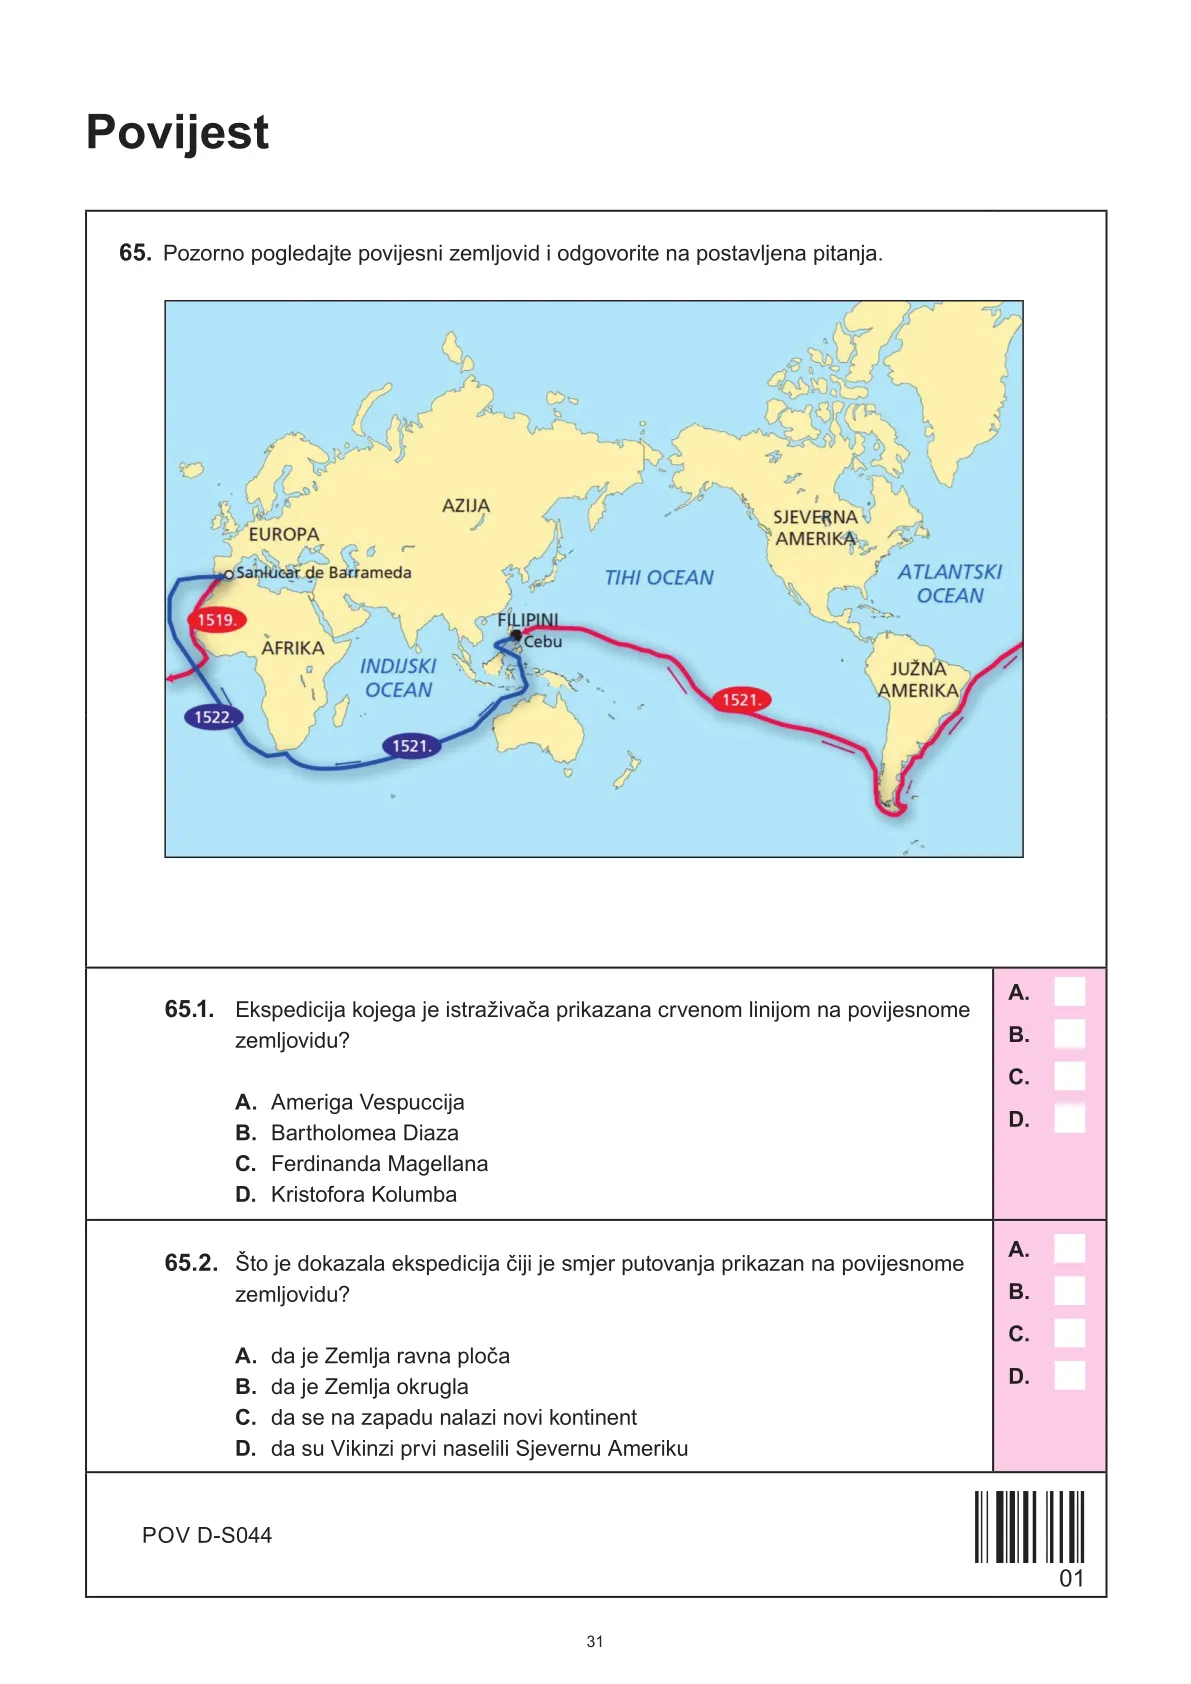 Povijest
65. Pozorno pogledajte povijesni zemljovid i odgovorite na postavljena pitanja.
AZIJA
EUROPA
SJEVERNA
AMERIKA
Sanlucar de Barrameda
TIHI OCEAN
ATLANTSKI
OCEAN
1519.
FILIPINI
Cebu
AFRIKA
INDIJSKI
OCEAN
JUŽNA
AMERIKA
1521.
1522.
1521.
65.1. Ekspedicija kojega je istraživača prikazana crvenom linijom na povijesnome
zemljovidu?
A. Ameriga Vespuccija
B. Bartholomea Diaza
C. Ferdinanda Magellana
D. Kristofora Kolumba
A.
B.
C.
D.
65.2. Što je dokazala ekspedicija čiji je smjer putovanja prikazan na povijesnome
zemljovidu?
A. da je Zemlja ravna ploča
B. da je Zemlja okrugla
C. da se na zapadu nalazi novi kontinent
D. da su Vikinzi prvi naselili Sjevernu Ameriku
A.
B.
C.
D.
POV D-S044
01
31